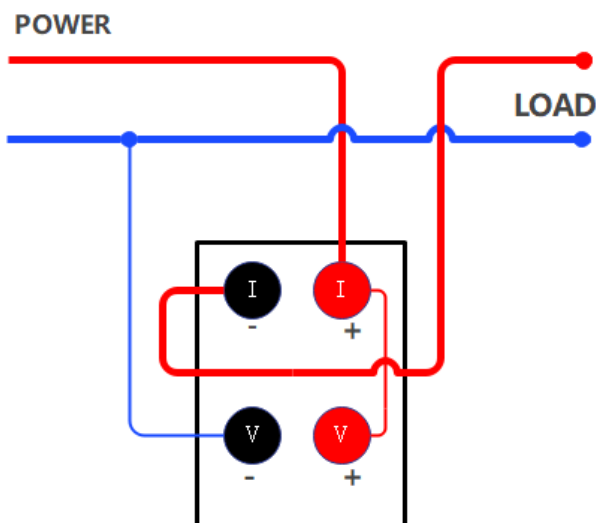 POWER
LOAD
I I
- +
V V
- +